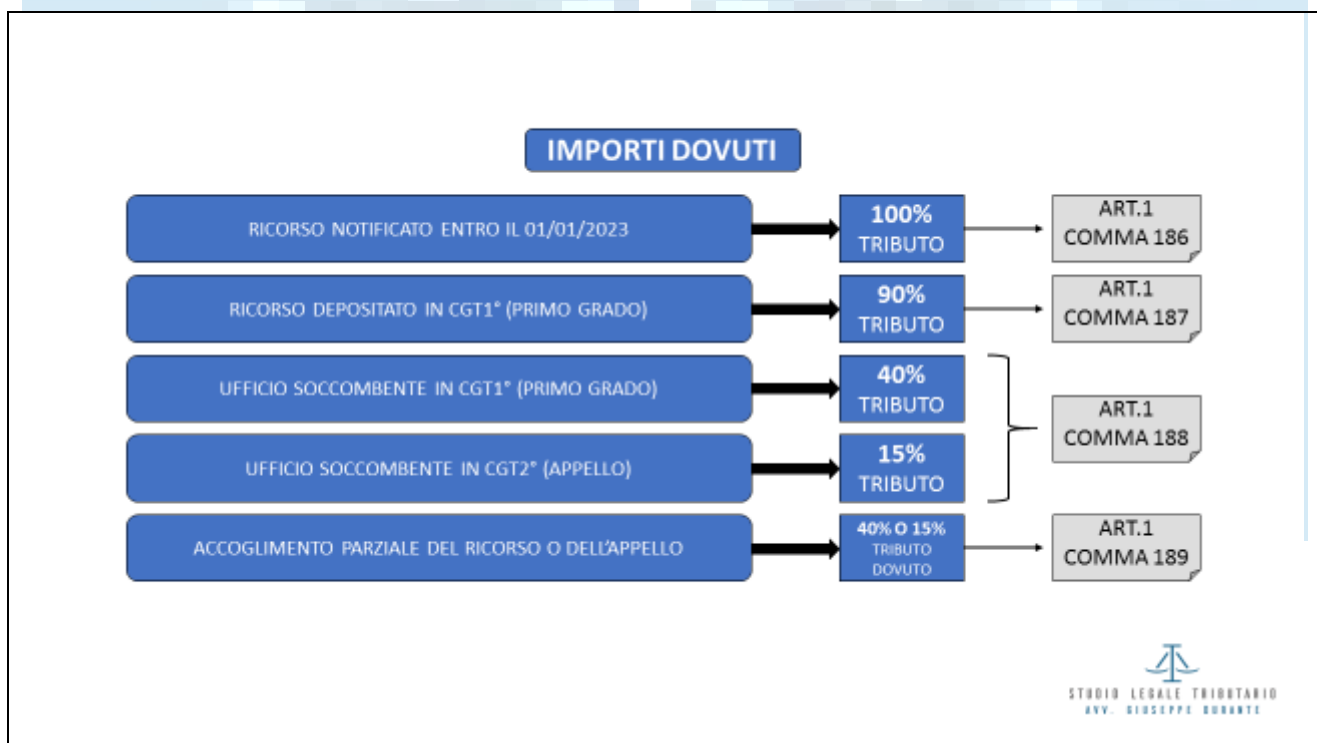 IMPORTI DOVUTI
RICORSO NOTIFICATO ENTRO IL 01/01/2023
100%
TRIBUTO
ART.1
COMMA 186
RICORSO DEPOSITATO IN CGT1° (PRIMO GRADO)
90%
TRIBUTO
ART.1
COMMA 187
UFFICIO SOCCOMBENTE IN CGT1° (PRIMO GRADO)
40%
TRIBUTO
UFFICIO SOCCOMBENTE IN CGT2° (APPELLO)
15%
TRIBUTO
ART.1
COMMA 188
ACCOGLIMENTO PARZIALE DEL RICORSO O DELL'APPELLO
40% O 15%
TRIBUTO
DOVUTO
ART.1
COMMA 189
STUDIO LEGALE TRIBUTARIO
AVV. GIUSEPPE DURANTE